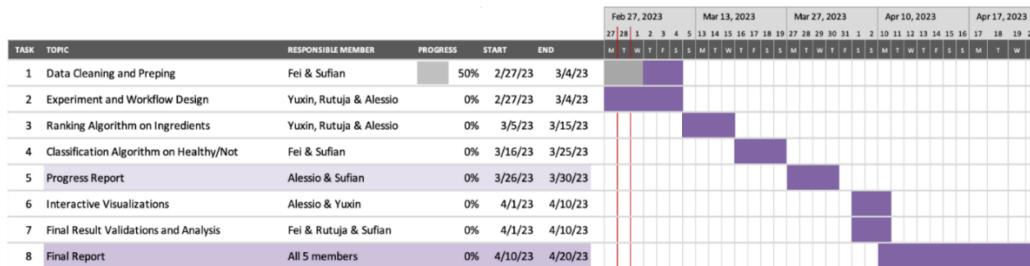 Feb 27, 2023 Mar 13, 2023 Mar 27, 2023 Apr 10, 2023 Apr 17, 2023
27 28 1 2 3 4 5 13 14 15 16 17 18 19 27 28 29 30 31 1 2 10 11 12 13 14 15 16 17 18 19
TASK TOPIC RESPONSIBLE MEMBER PROGRESS START END M T W T F S S M T W T F S S M T W T F S S M T W T F S S M T W
1 Data Cleaning and Preping Fei & Sufian 50% 2/27/23 3/4/23
2 Experiment and Workflow Design Yuxin, Rutuja & Alessio 0% 2/27/23 3/4/23
3 Ranking Algorithm on Ingredients Yuxin, Rutuja & Alessio 0% 3/5/23 3/15/23
4 Classification Algorithm on Healthy/Not Fei & Sufian 0% 3/16/23 3/25/23
5 Progress Report Alessio & Sufian 0% 3/26/23 3/30/23
6 Interactive Visualizations Alessio & Yuxin 0% 4/1/23 4/10/23
7 Final Result Validations and Analysis Fei & Rutuja & Sufian 0% 4/1/23 4/10/23
8 Final Report All 5 members 0% 4/10/23 4/20/23